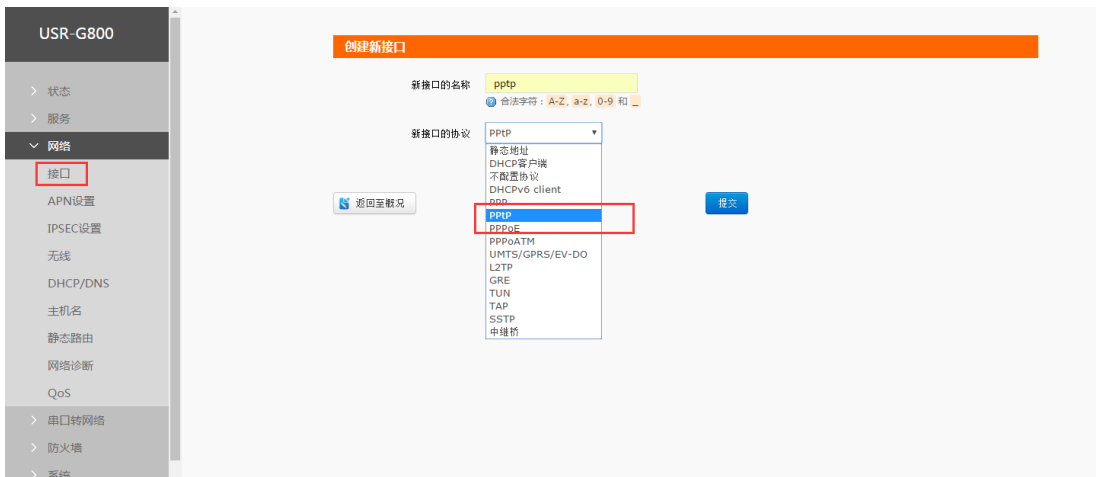 USR-G800
状态
服务
网络
接口
APN设置
IPSEC设置
无线
DHCP/DNS
主机名
静态路由
网络诊断
QoS
串口转网络
防火墙
系统
创建新接口
新接口的名称 pptp
合法字符： A-Z, a-z, 0-9 和 _
新接口的协议 PPtP
静态地址
DHCP客户端
不配置协议
DHCPv6 client
PPP
PPtP
PPPoE
PPPoATM
UMTS/GPRS/EV-DO
L2TP
GRE
TUN
TAP
SSTP
中继桥
返回至概况
提交